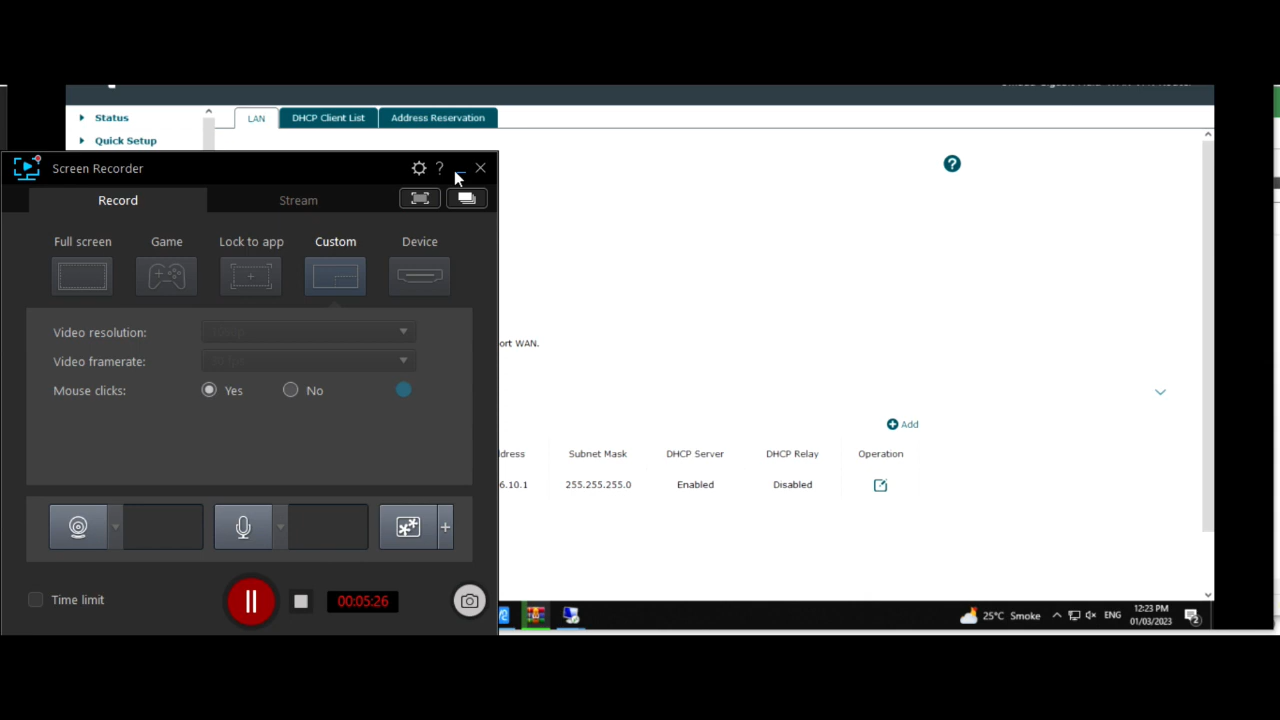 Status
Quick Setup
LAN
DHCP Client List
Address Reservation
?
Screen Recorder
?
Record
Stream
Full screen
Game
Lock to app
Custom
Device
Video resolution:
Video framerate:
Mouse clicks:
Yes
No
ort WAN.
Add
dress
Subnet Mask
DHCP Server
DHCP Relay
Operation
6.10.1
255.255.255.0
Enabled
Disabled
Time limit
00:05:26
25°C Smoke
ENG
12:23 PM
01/03/2023
2